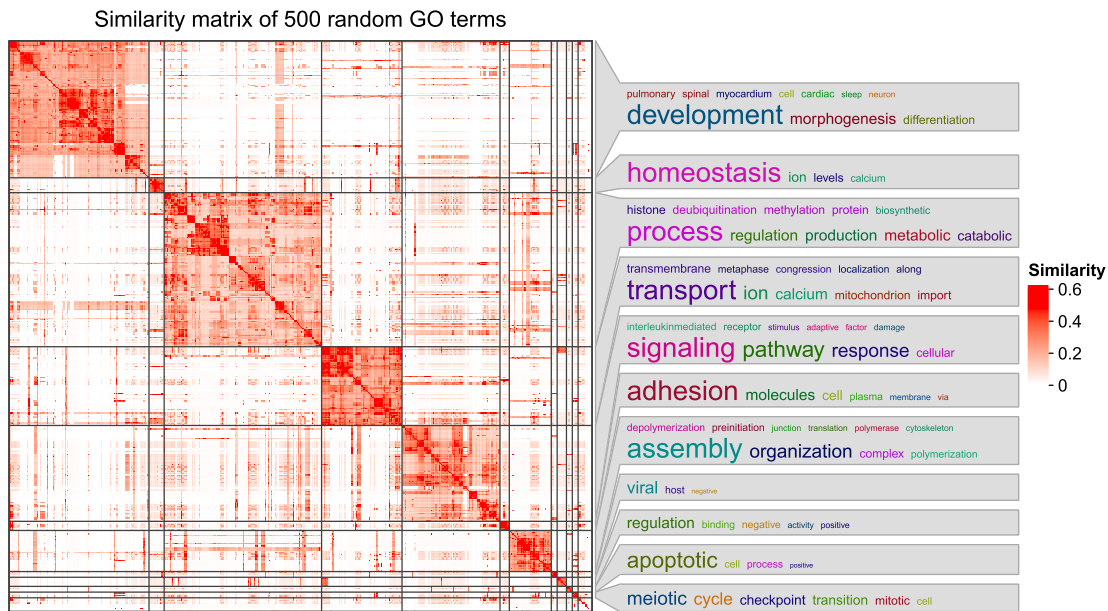 Similarity matrix of 500 random GO terms
pulmonary spinal myocardium cell cardiac sleep neuron
development morphogenesis differentiation
homeostasis ion levels calcium
histone deubiquitination methylation protein biosynthetic
process regulation production metabolic catabolic
transmembrane metaphase congression localization along
transport ion calcium mitochondrion import
interleukinmediated receptor stimulus adaptive factor damage
signaling pathway response cellular
adhesion molecules cell plasma membrane via
depolymerization preinitiation junction translation polymerase cytoskeleton
assembly organization complex polymerization
viral host negative
regulation binding negative activity positive
apoptotic cell process positive
meiotic cycle checkpoint transition mitotic cell
Similarity
0.6
0.4
0.2
0